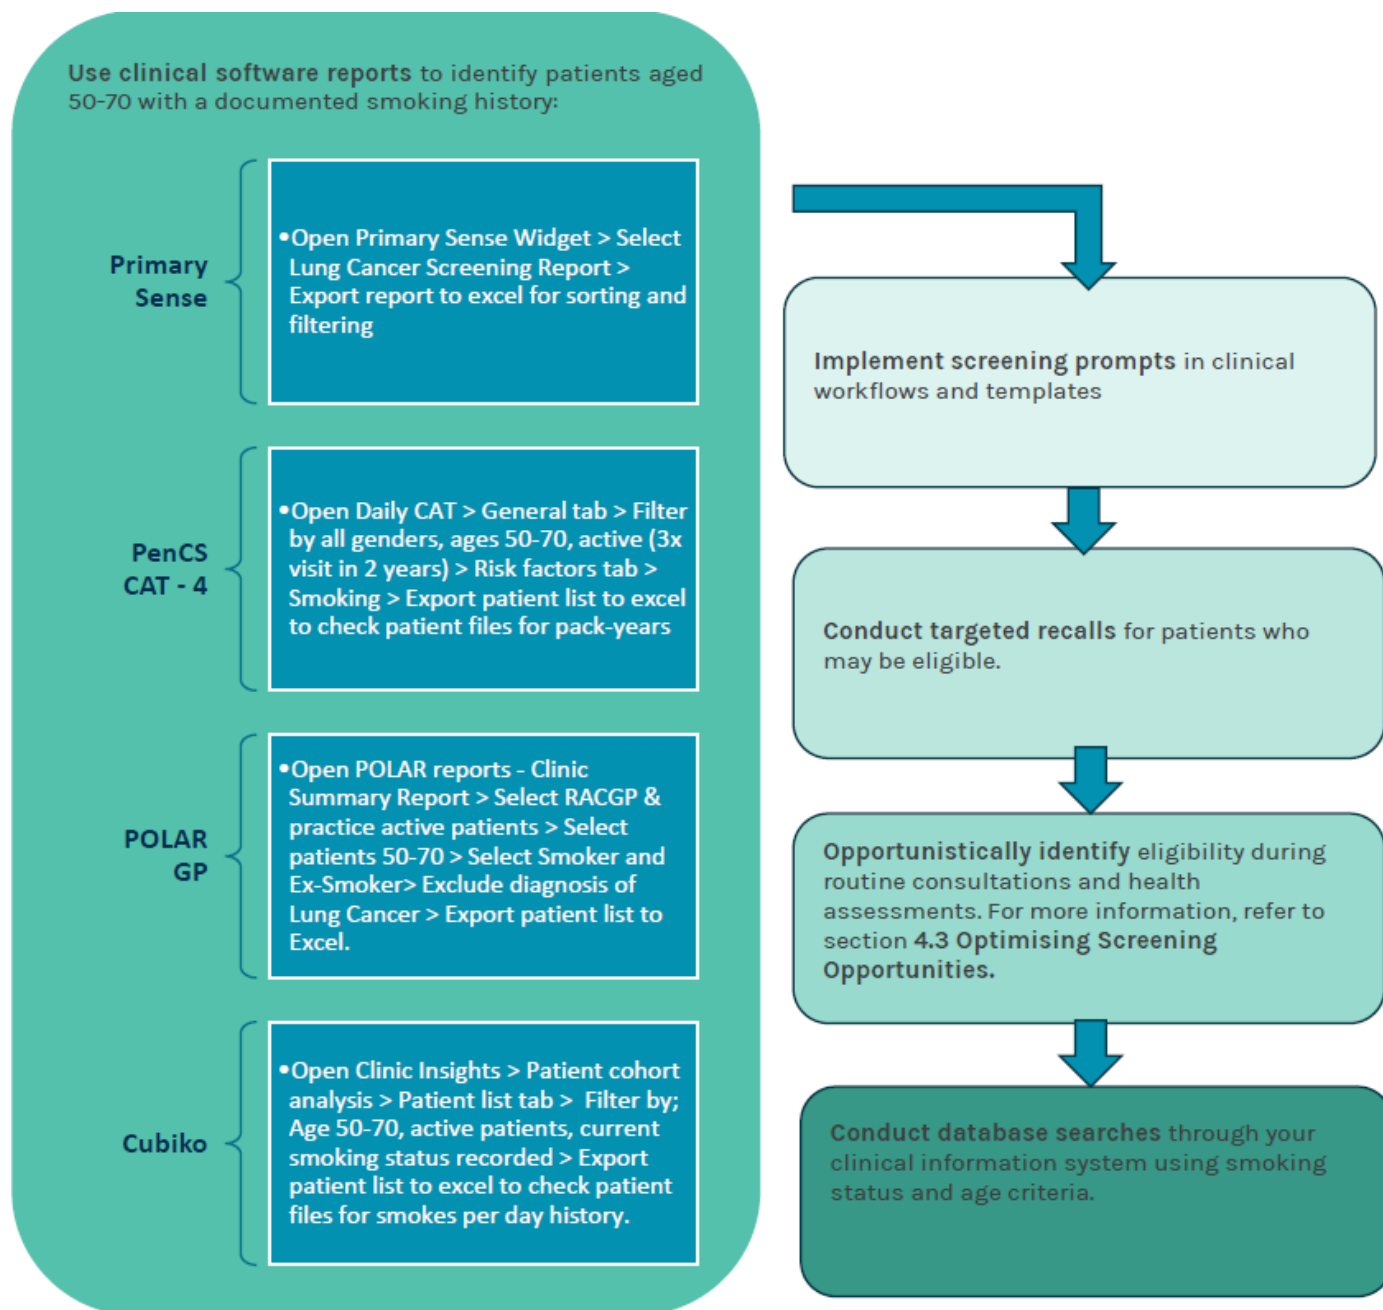 Use clinical software reports to identify patients aged
50-70 with a documented smoking history:
Primary
Sense
•Open Primary Sense Widget > Select
Lung Cancer Screening Report >
Export report to excel for sorting and
filtering
PenCS
CAT - 4
•Open Daily CAT > General tab > Filter
by all genders, ages 50-70, active (3x
visit in 2 years) > Risk factors tab >
Smoking > Export patient list to excel
to check patient files for pack-years
POLAR
GP
•Open POLAR reports - Clinic
Summary Report > Select RACGP &
practice active patients > Select
patients 50-70 > Select Smoker and
Ex-Smoker> Exclude diagnosis of
Lung Cancer > Export patient list to
Excel.
Cubiko
•Open Clinic Insights > Patient cohort
analysis > Patient list tab >  Filter by;
Age 50-70, active patients, current
smoking status recorded > Export
patient list to excel to check patient
files for smokes per day history.
Implement screening prompts in clinical
workflows and templates
Conduct targeted recalls for patients who
may be eligible.
Opportunistically identify eligibility during
routine consultations and health
assessments. For more information, refer to
section 4.3 Optimising Screening
Opportunities.
Conduct database searches through your
clinical information system using smoking
status and age criteria.